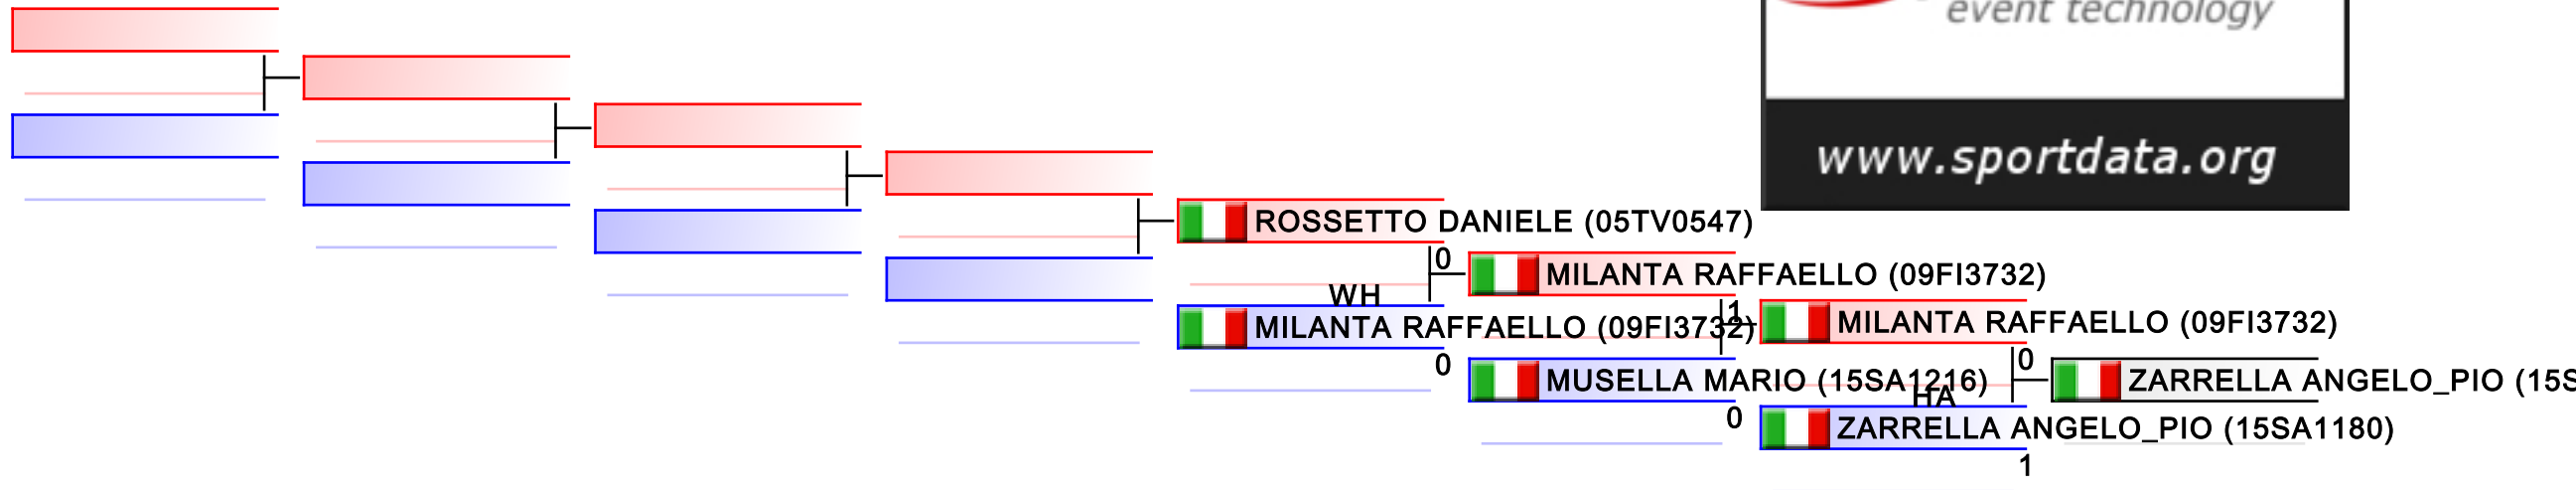 event technology
www.sportdata.org
ROSSETTO DANIELE (05TV0547)
0
MILANTA RAFFAELLO (09FI3732)
WH
1
MILANTA RAFFAELLO (09FI3732)
MILANTA RAFFAELLO (09FI3732)
0
0
MUSELLA MARIO (15SA1216)
ZARRELLA ANGELO_PIO (15S
HA
0
ZARRELLA ANGELO_PIO (15SA1180)
1